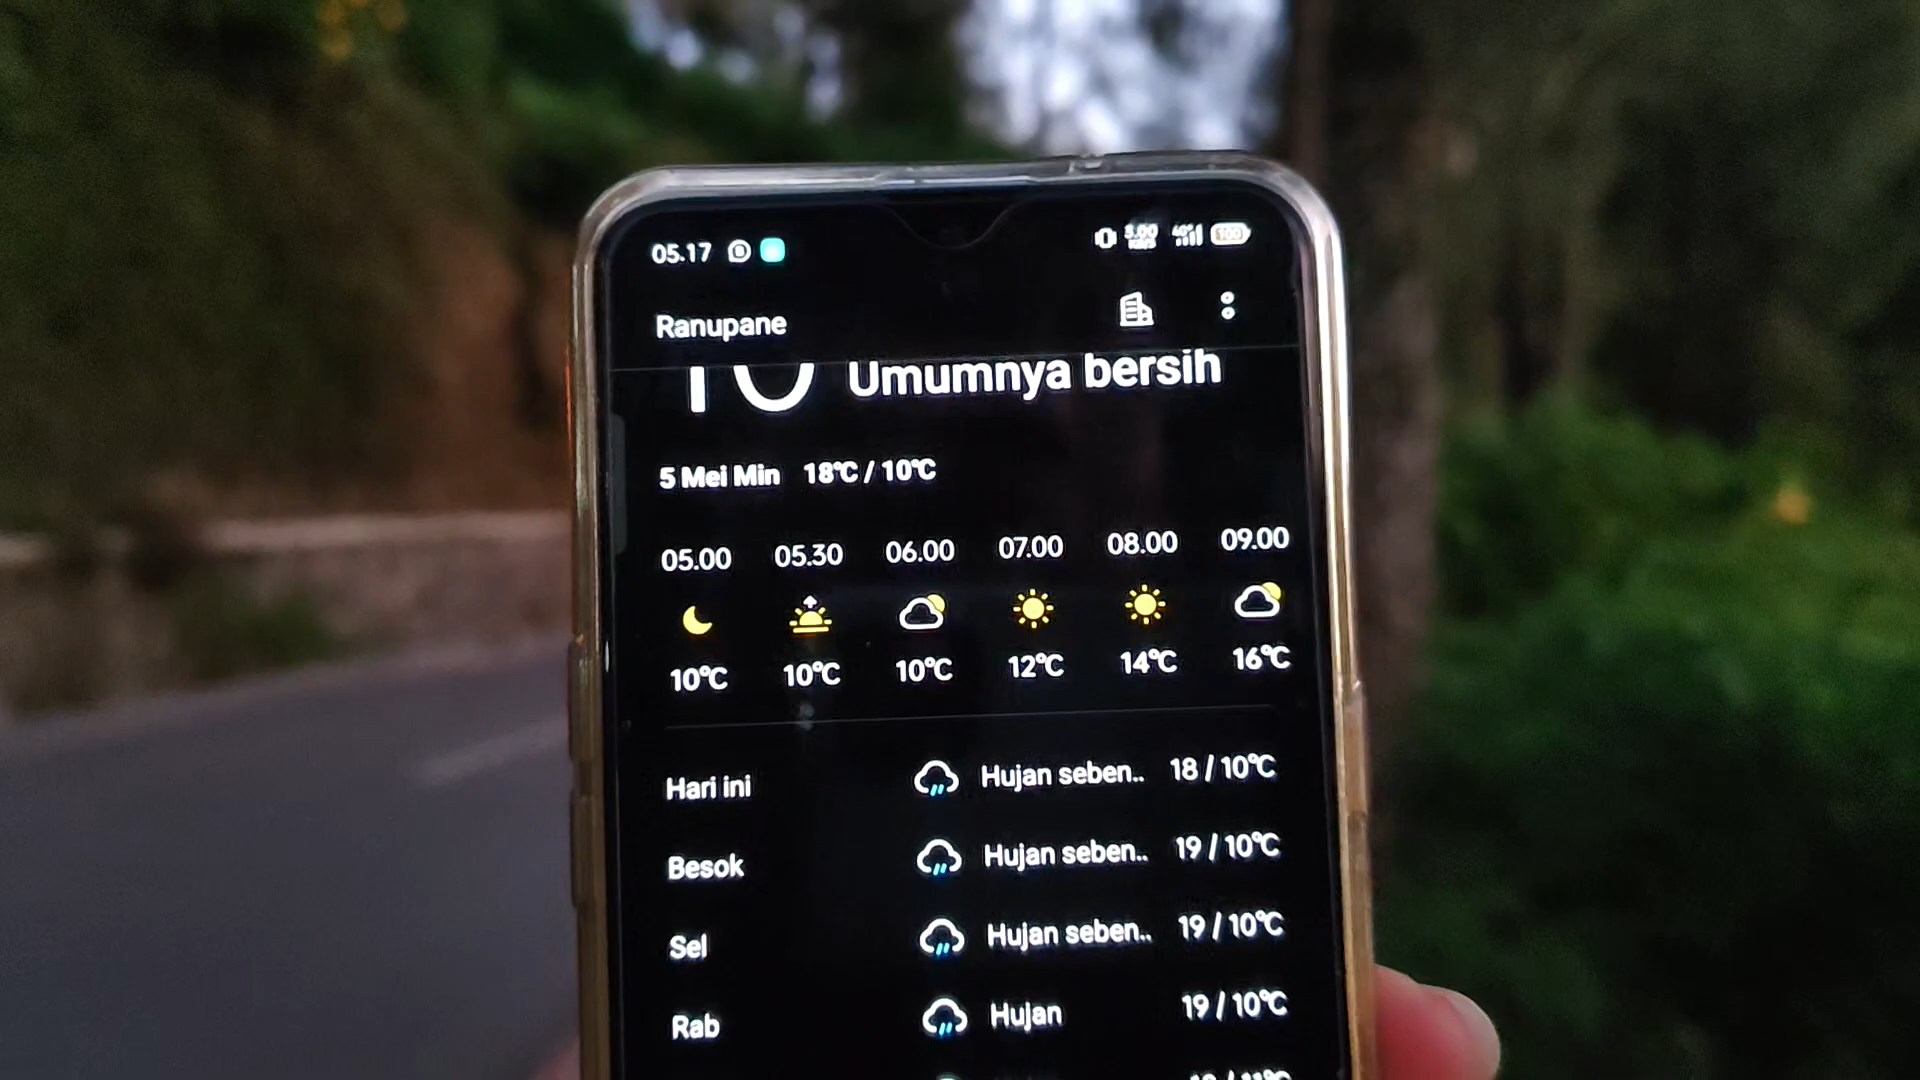 05.17 100
Ranupane
10 Umumnya bersih
5 Mei Min 18°C / 10°C
05.00 05.30 06.00 07.00 08.00 09.00
10°C 10°C 10°C 12°C 14°C 16°C
Hari ini Hujan seben.. 18 / 10°C
Besok Hujan seben.. 19 / 10°C
Sel Hujan seben.. 19 / 10°C
Rab Hujan 19 / 10°C